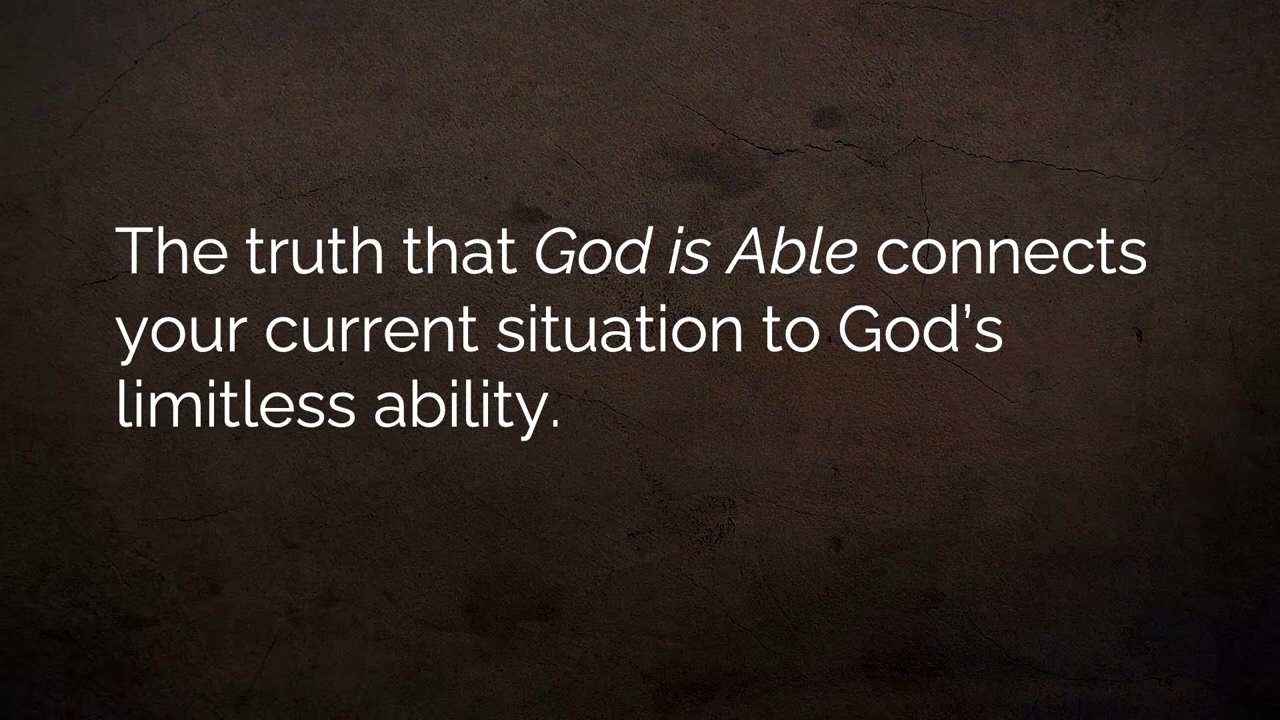 The truth that God is Able connects
your current situation to God’s
limitless ability.